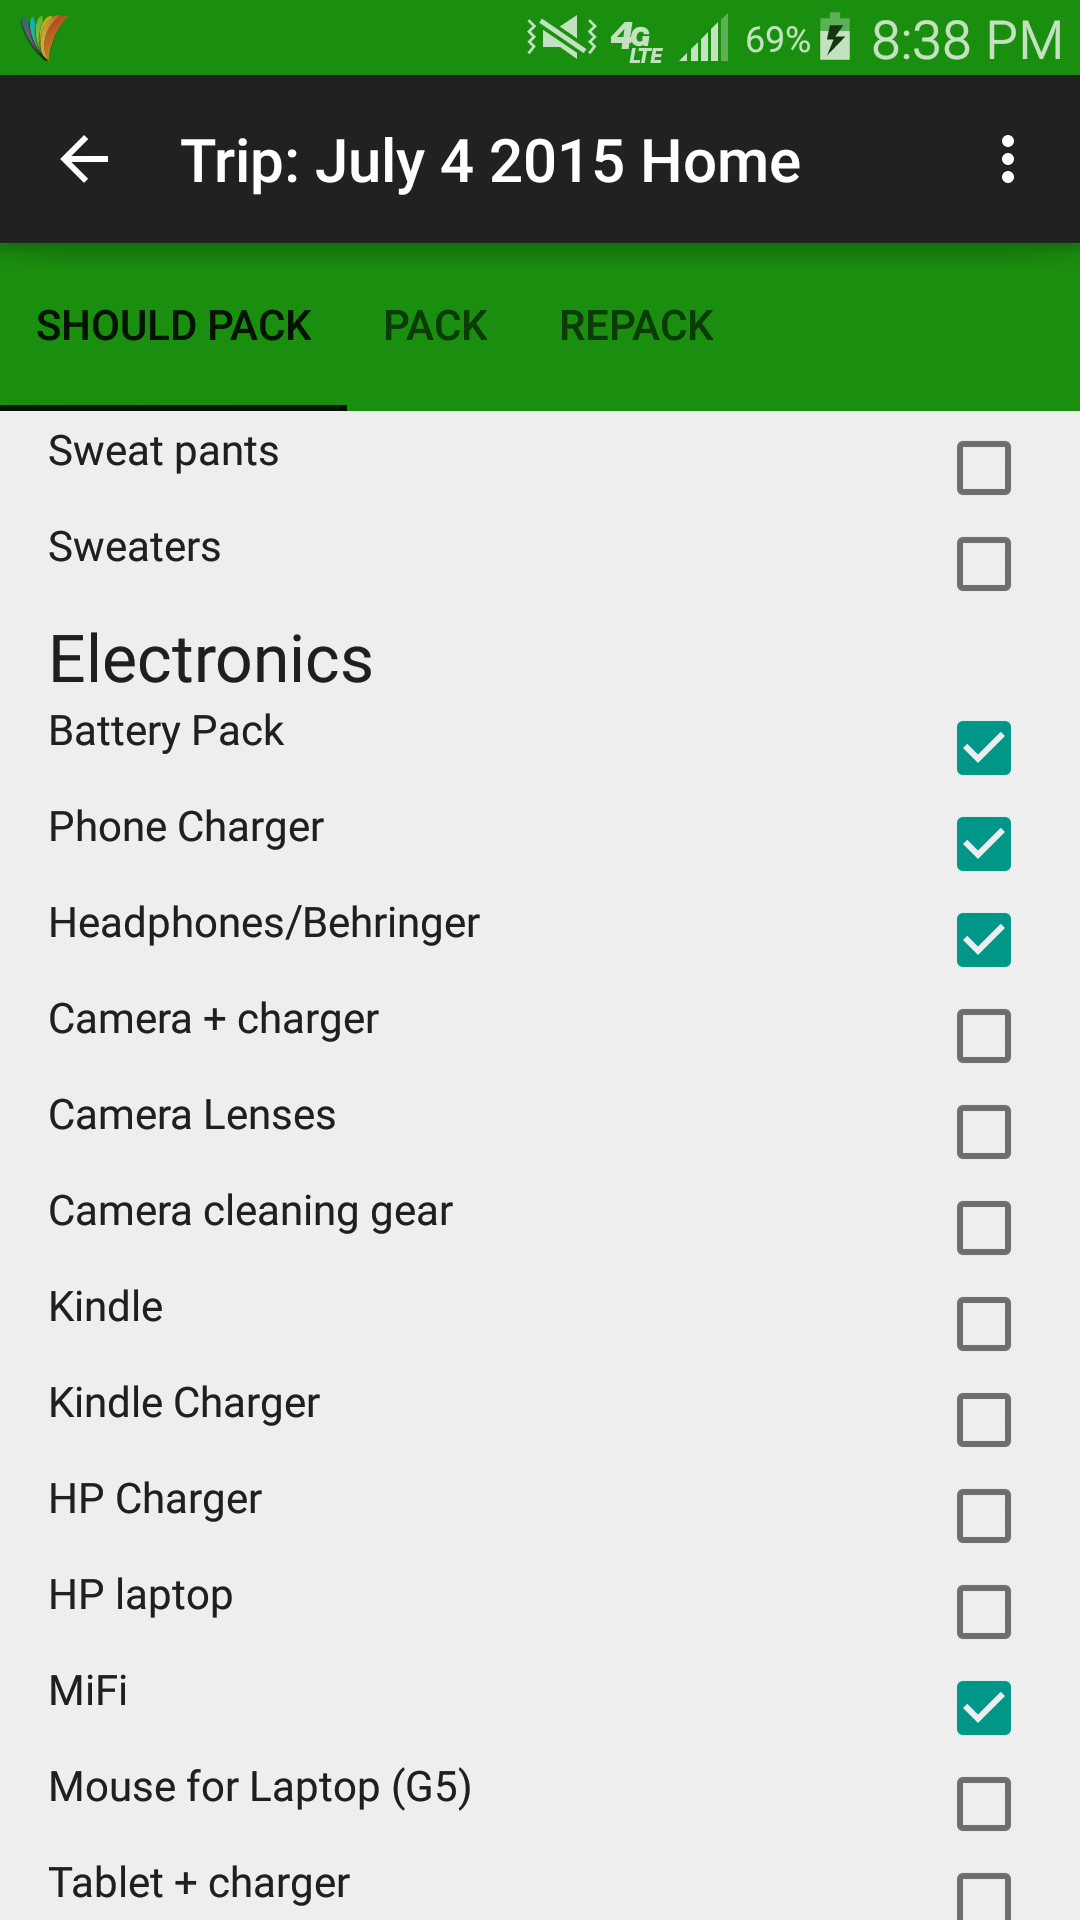 4G LTE 69% 8:38 PM
Trip: July 4 2015 Home
SHOULD PACK PACK REPACK
Sweat pants
Sweaters
Electronics
Battery Pack
Phone Charger
Headphones/Behringer
Camera + charger
Camera Lenses
Camera cleaning gear
Kindle
Kindle Charger
HP Charger
HP laptop
MiFi
Mouse for Laptop (G5)
Tablet + charger